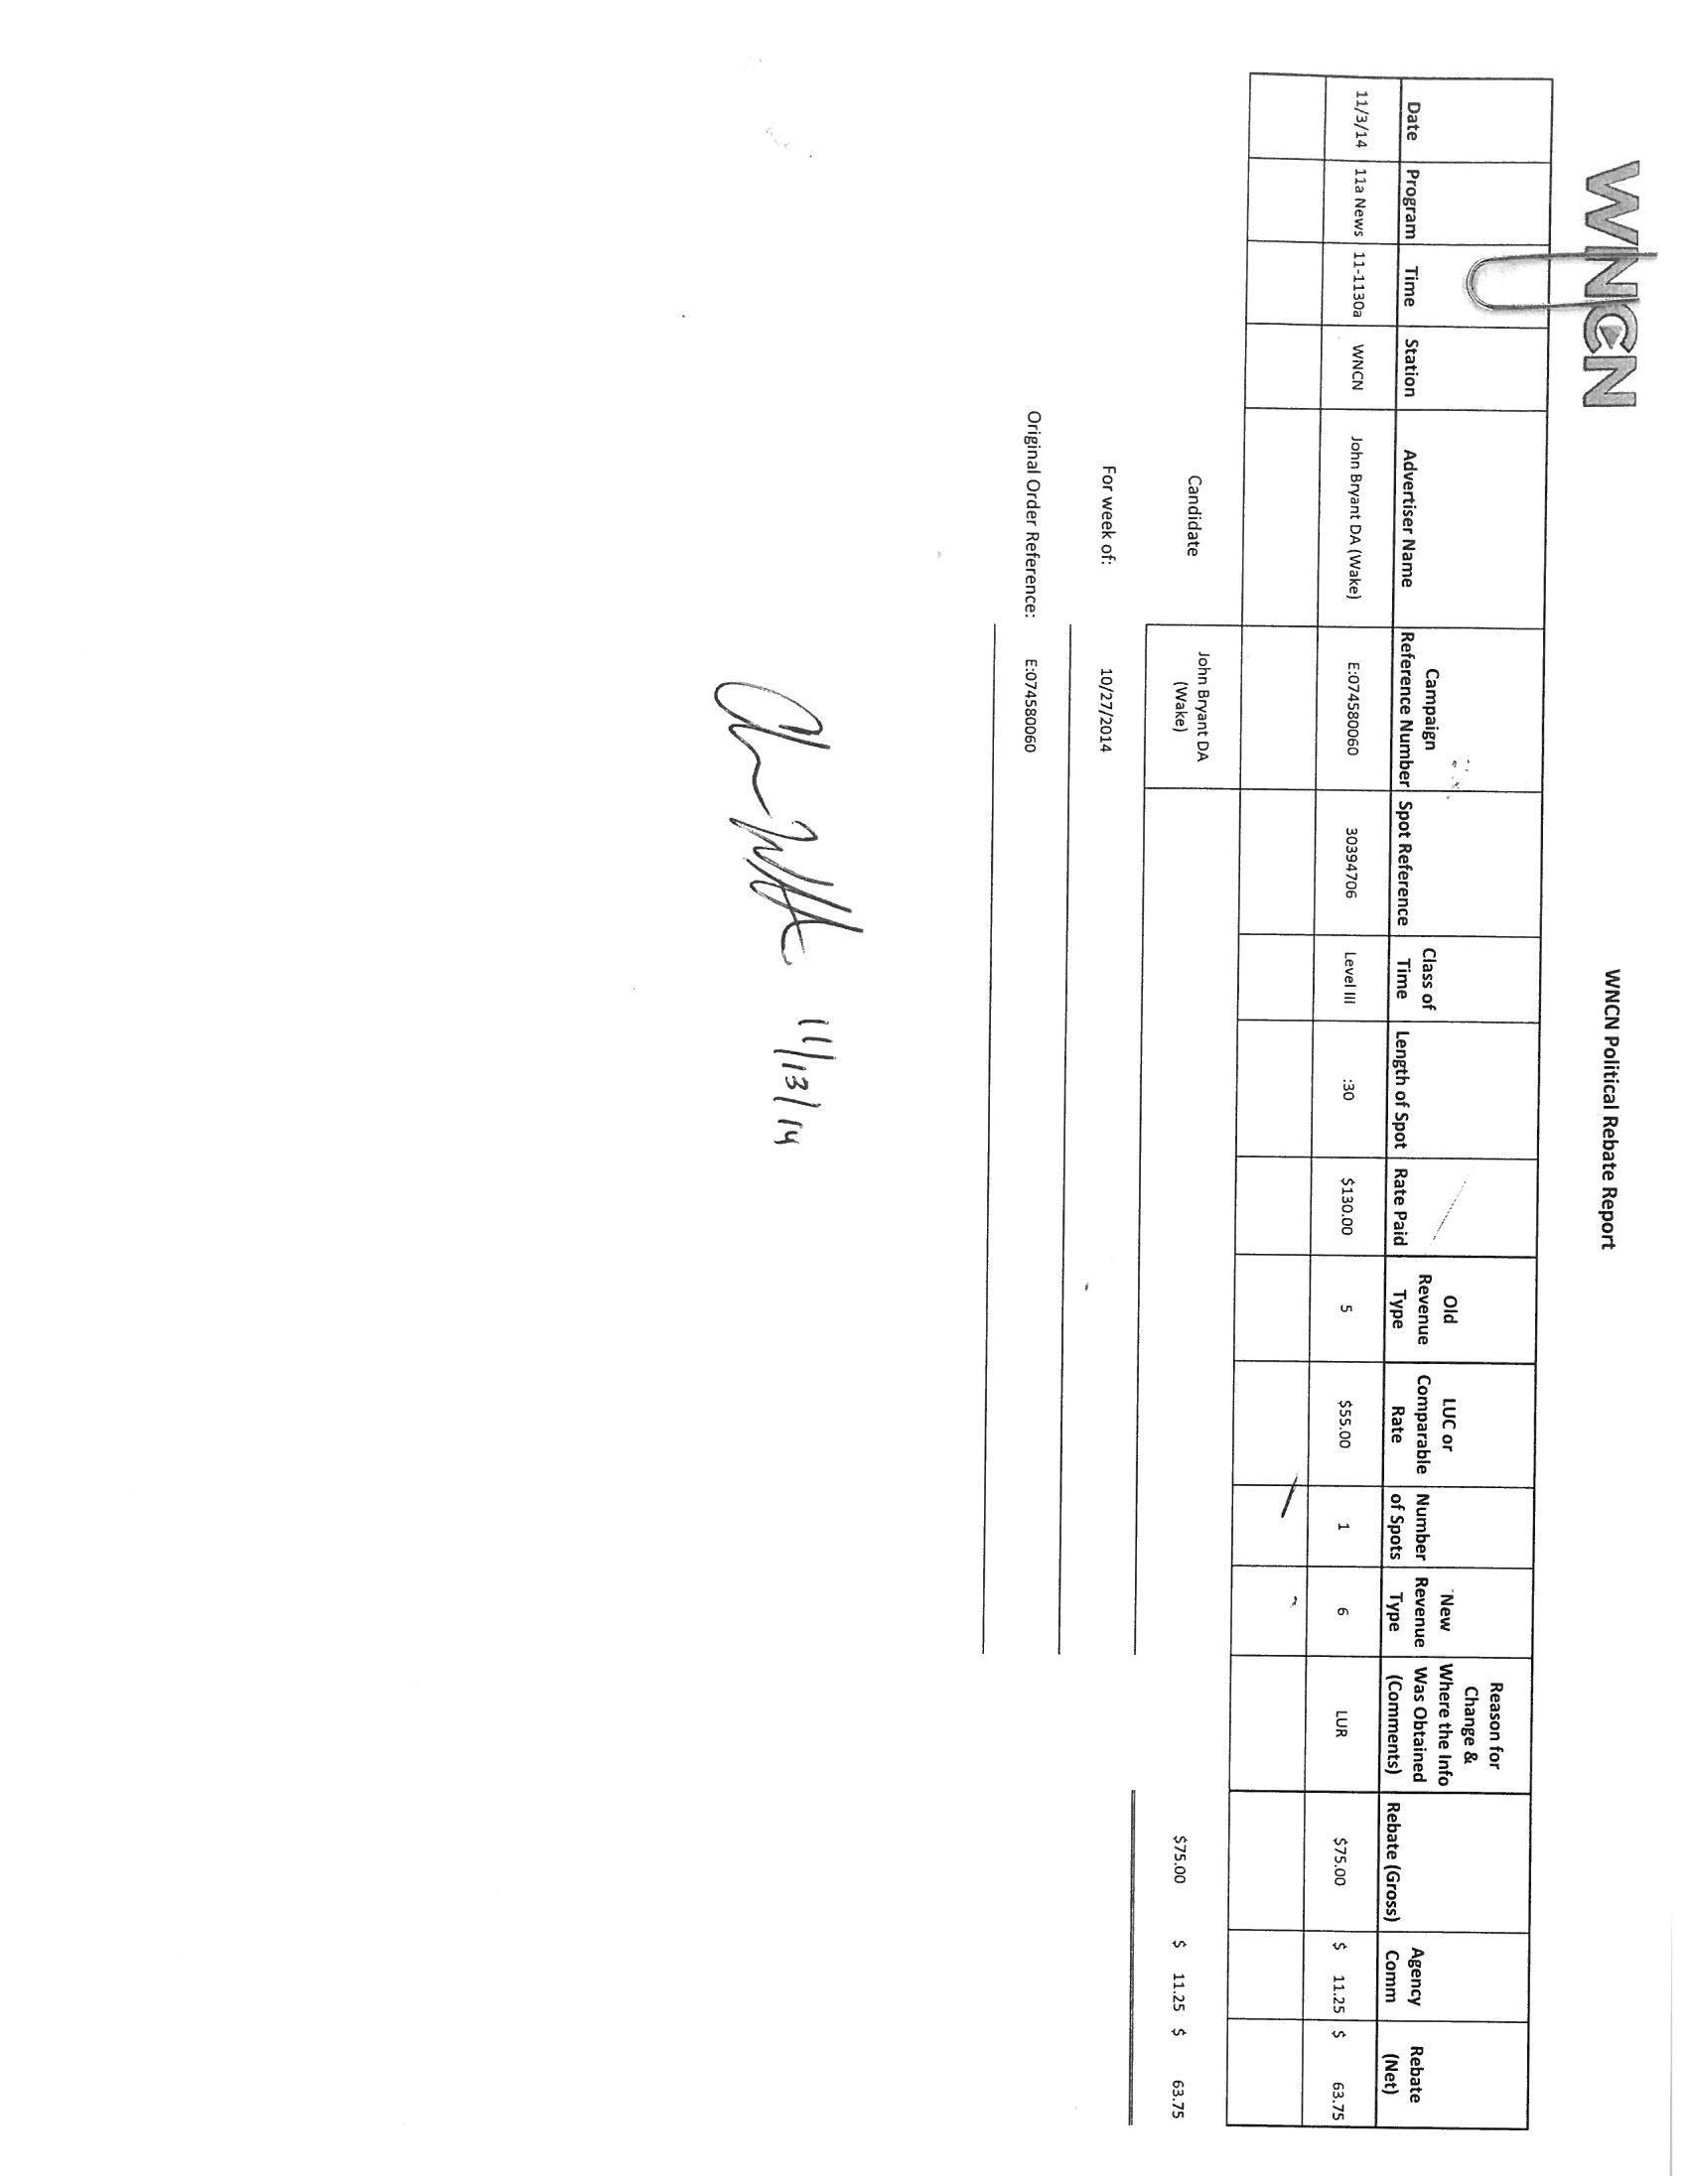 WNCN
WNCN Political Rebate Report
Date Program Time Station Advertiser Name Campaign Reference Number Spot Reference Class of Time Length of Spot Rate Paid Old Revenue Type LUC or Comparable Rate Number of Spots New Revenue Type Reason for Change & Where the Info Was Obtained (Comments) Rebate (Gross) Agency Comm Rebate (Net)
11/3/14 11a News 11-1130a WNCN John Bryant DA (Wake) E:074580060 30394706 Level III :30 $130.00 5 $55.00 1 6 LUR $75.00 $ 11.25 $ 63.75
Candidate John Bryant DA (Wake) $75.00 $ 11.25 $ 63.75
For week of: 10/27/2014
Original Order Reference: E:074580060
11/13/14